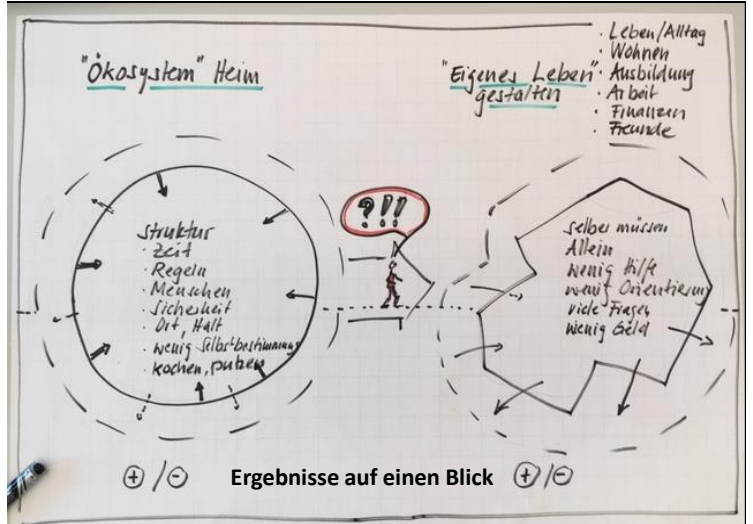 "Ökosystem" Heim
"Eigenes Leben"
gestalten
· Leben/Alltag
· Wohnen
· Ausbildung
· Arbeit
· Finanzen
· Freunde
?!!
Struktur
· Zeit
· Regeln
· Menschen
· Sicherheit
· Ort, Halt
· wenig Selbstbestimmung
· kochen, putzen
selber müssen
Allein
wenig Hilfe
wenig Orientierung
viele Fragen
wenig Geld
+/-
Ergebnisse auf einen Blick
+/-